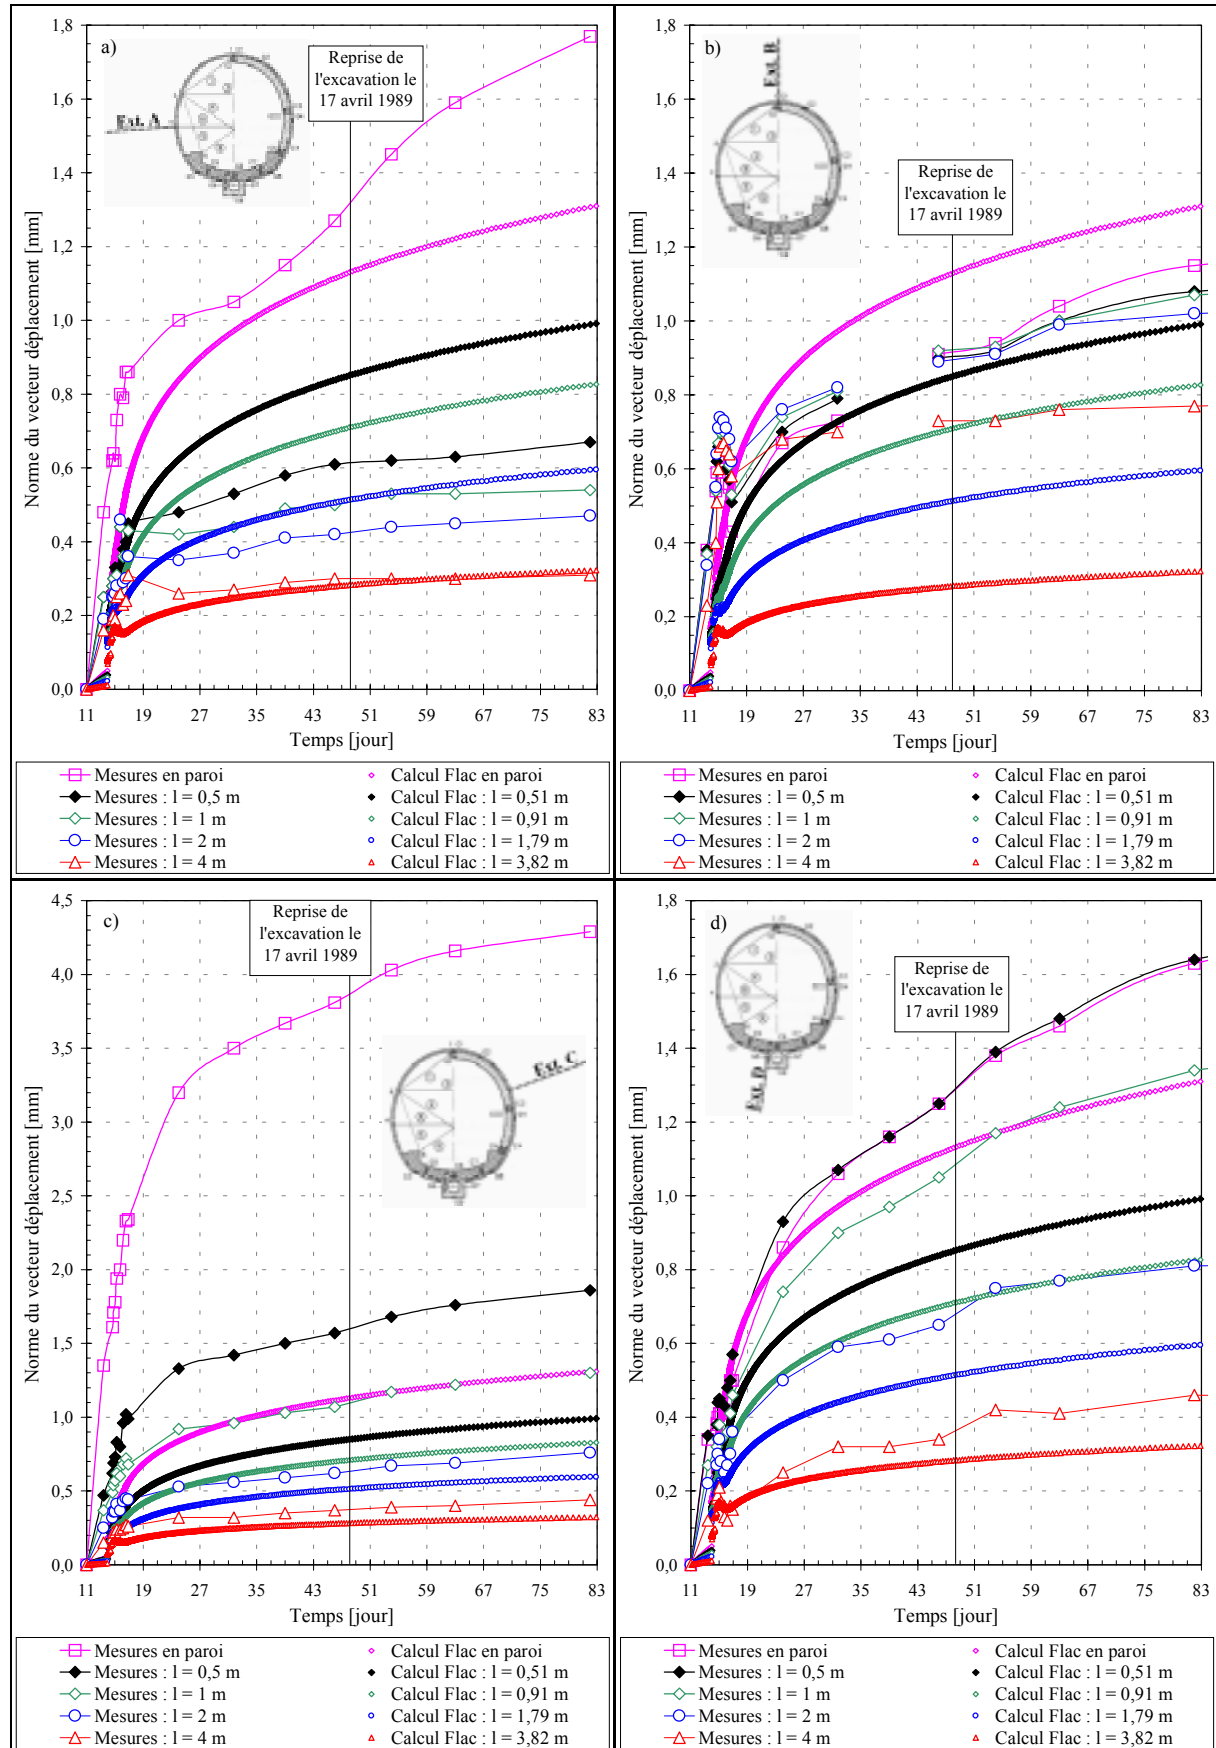 a)
Reprise de
l'excavation le
17 avril 1989
Ext. A
Norme du vecteur déplacement [mm]
1,8
1,6
1,4
1,2
1,0
0,8
0,6
0,4
0,2
0,0
11 19 27 35 43 51 59 67 75 83
Temps [jour]
Mesures en paroi
Mesures : l = 0,5 m
Mesures : l = 1 m
Mesures : l = 2 m
Mesures : l = 4 m
Calcul Flac en paroi
Calcul Flac : l = 0,51 m
Calcul Flac : l = 0,91 m
Calcul Flac : l = 1,79 m
Calcul Flac : l = 3,82 m
b)
Ext. B
Reprise de
l'excavation le
17 avril 1989
Norme du vecteur déplacement [mm]
1,8
1,6
1,4
1,2
1,0
0,8
0,6
0,4
0,2
0,0
11 19 27 35 43 51 59 67 75 83
Temps [jour]
Mesures en paroi
Mesures : l = 0,5 m
Mesures : l = 1 m
Mesures : l = 2 m
Mesures : l = 4 m
Calcul Flac en paroi
Calcul Flac : l = 0,51 m
Calcul Flac : l = 0,91 m
Calcul Flac : l = 1,79 m
Calcul Flac : l = 3,82 m
c)
Reprise de
l'excavation le
17 avril 1989
Ext. C
Norme du vecteur déplacement [mm]
4,5
4,0
3,5
3,0
2,5
2,0
1,5
1,0
0,5
0,0
11 19 27 35 43 51 59 67 75 83
Temps [jour]
Mesures en paroi
Mesures : l = 0,5 m
Mesures : l = 1 m
Mesures : l = 2 m
Mesures : l = 4 m
Calcul Flac en paroi
Calcul Flac : l = 0,51 m
Calcul Flac : l = 0,91 m
Calcul Flac : l = 1,79 m
Calcul Flac : l = 3,82 m
d)
Ext. D
Reprise de
l'excavation le
17 avril 1989
Norme du vecteur déplacement [mm]
1,8
1,6
1,4
1,2
1,0
0,8
0,6
0,4
0,2
0,0
11 19 27 35 43 51 59 67 75 83
Temps [jour]
Mesures en paroi
Mesures : l = 0,5 m
Mesures : l = 1 m
Mesures : l = 2 m
Mesures : l = 4 m
Calcul Flac en paroi
Calcul Flac : l = 0,51 m
Calcul Flac : l = 0,91 m
Calcul Flac : l = 1,79 m
Calcul Flac : l = 3,82 m